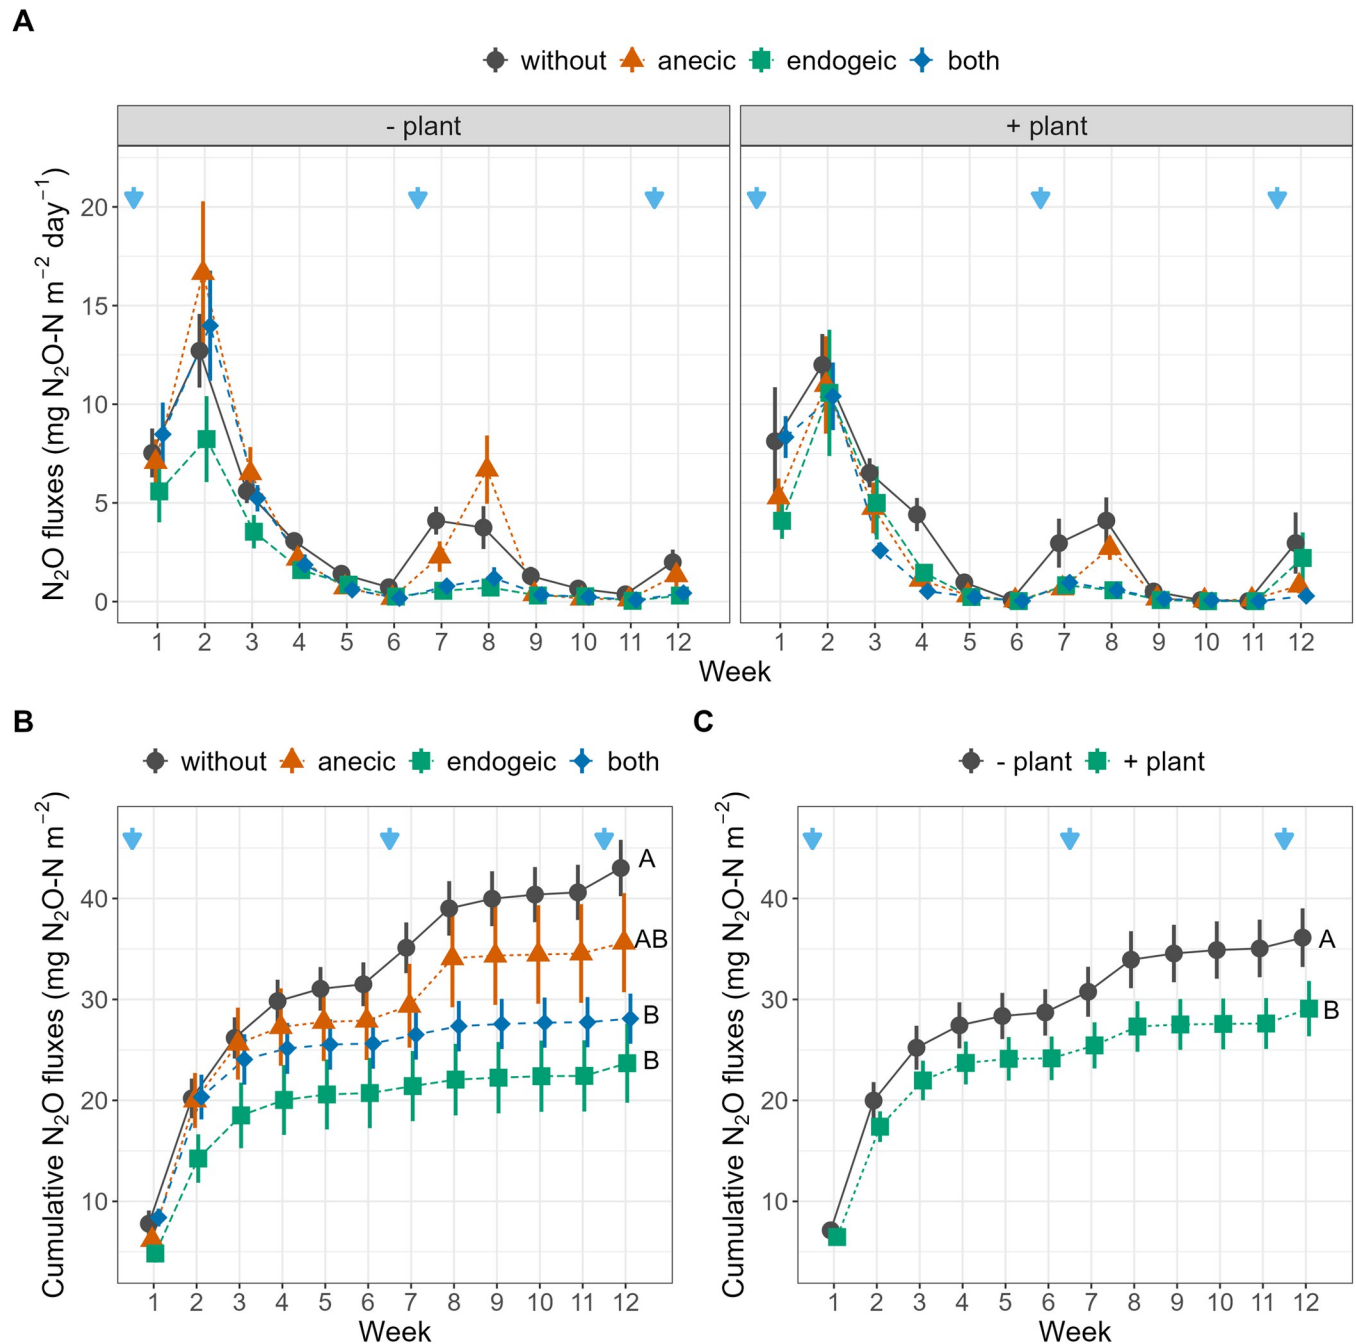 A
without anecic endogeic both
- plant + plant
N₂O fluxes (mg N₂O-N m⁻² day⁻¹)
20
15
10
5
0
1 2 3 4 5 6 7 8 9 10 11 12 1 2 3 4 5 6 7 8 9 10 11 12
Week
B
without anecic endogeic both
Cumulative N₂O fluxes (mg N₂O-N m⁻²)
40
30
20
10
A
AB
B
B
1 2 3 4 5 6 7 8 9 10 11 12
Week
C
- plant + plant
Cumulative N₂O fluxes (mg N₂O-N m⁻²)
40
30
20
10
A
B
1 2 3 4 5 6 7 8 9 10 11 12
Week